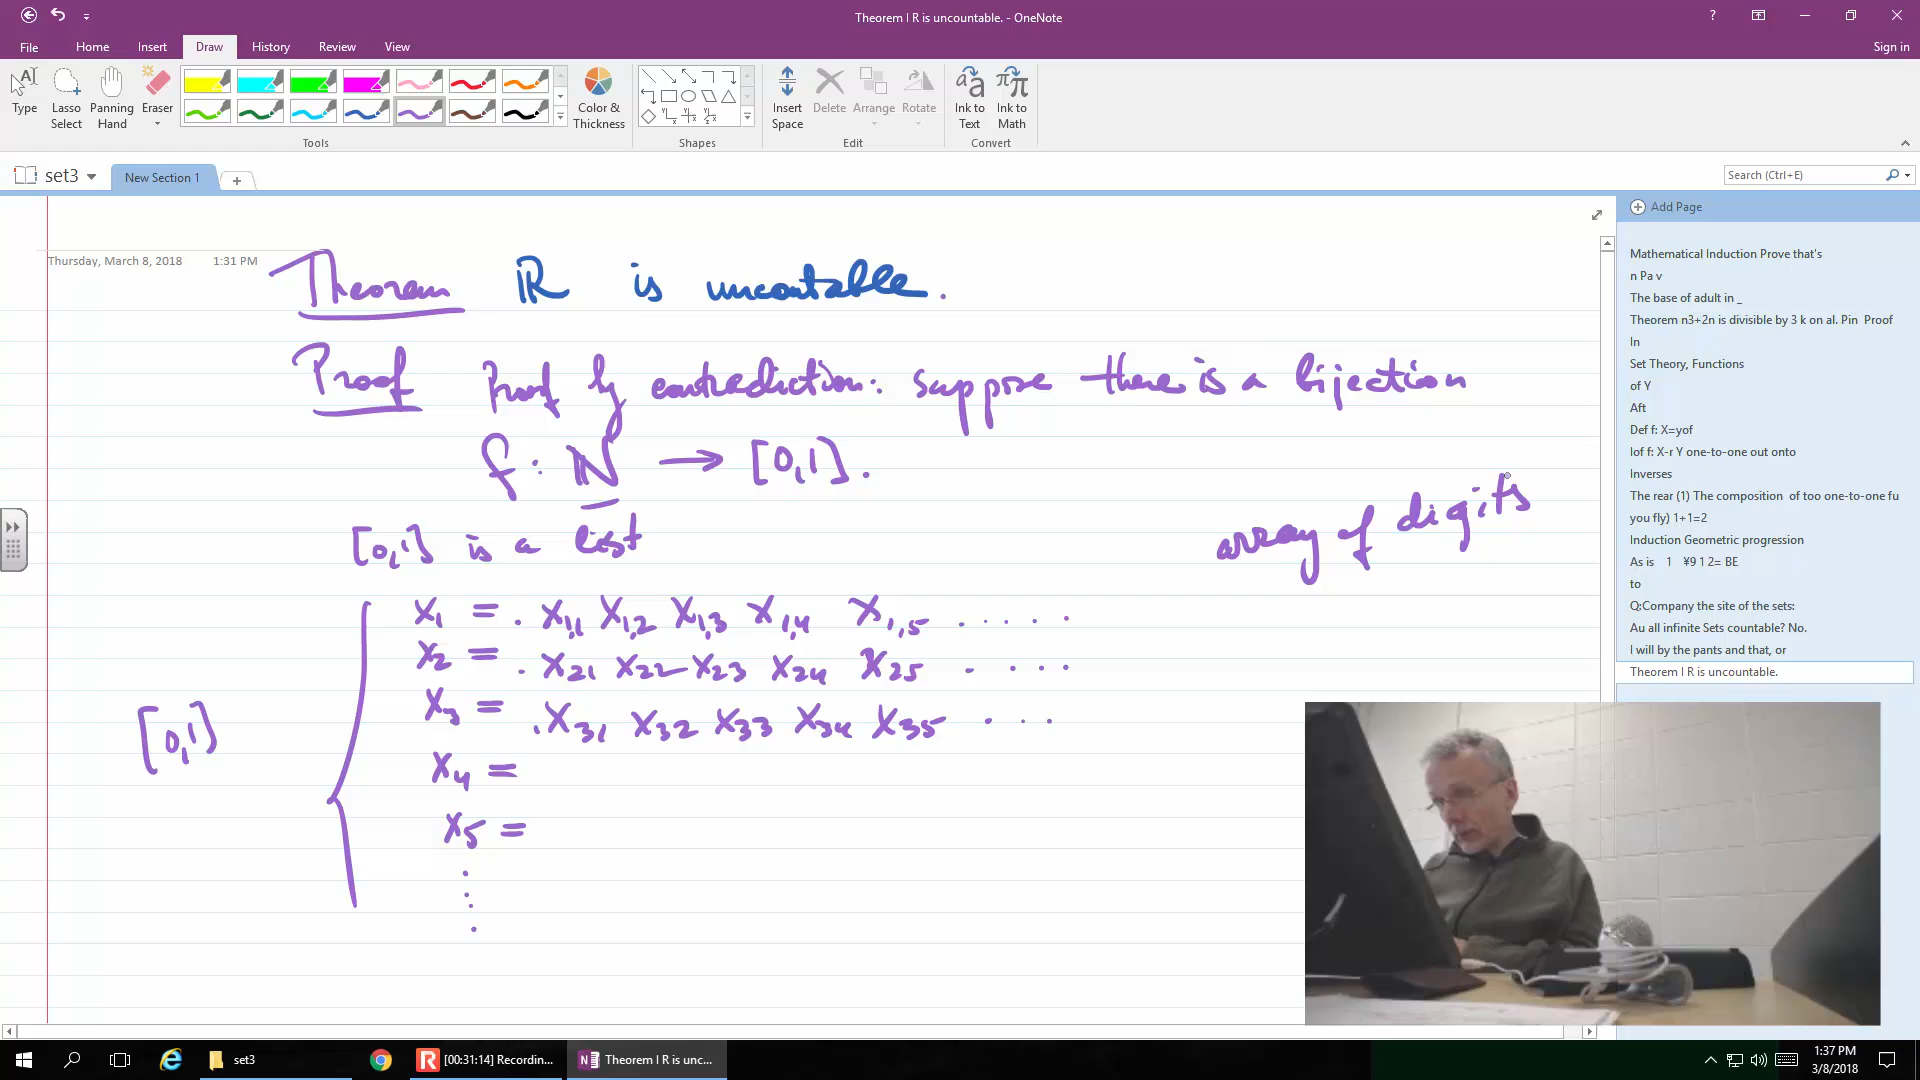 Theorem l R is uncountable. - OneNote
File Home Insert Draw History Review View
Sign in
Type Lasso Select Panning Hand Eraser Color & Thickness Insert Space Delete Arrange Rotate Ink to Text Ink to Math
Tools Shapes Edit Convert
set3 New Section 1
Search (Ctrl+E)
Add Page
Thursday, March 8, 2018 1:31 PM
Theorem ℝ is uncountable.
Proof Proof by contradiction: suppose there is a bijection
f : ℕ → [0,1].
[0,1] is a list
array of digits
x1 = . x1,1 x1,2 x1,3 x1,4 x1,5 . . . . .
x2 = . x21 x22 x23 x24 x25 . . . .
x3 = . x31 x32 x33 x34 x35 . . .
[0,1]
x4 =
x5 =
. . .
Mathematical Induction Prove that's
n Pa v
The base of adult in _
Theorem n3+2n is divisible by 3 k on al. Pin Proof
In
Set Theory, Functions
of Y
Aft
Def f: X=yof
Iof f: X-r Y one-to-one out onto
Inverses
The rear (1) The composition of too one-to-one fu
you fly) 1+1=2
Induction Geometric progression
As is 1 ¥9 1 2= BE
to
Q:Company the site of the sets:
Au all infinite Sets countable? No.
I will by the pants and that, or
Theorem l R is uncountable.
set3 [00:31:14] Recordin... Theorem l R is unc...
1:37 PM
3/8/2018